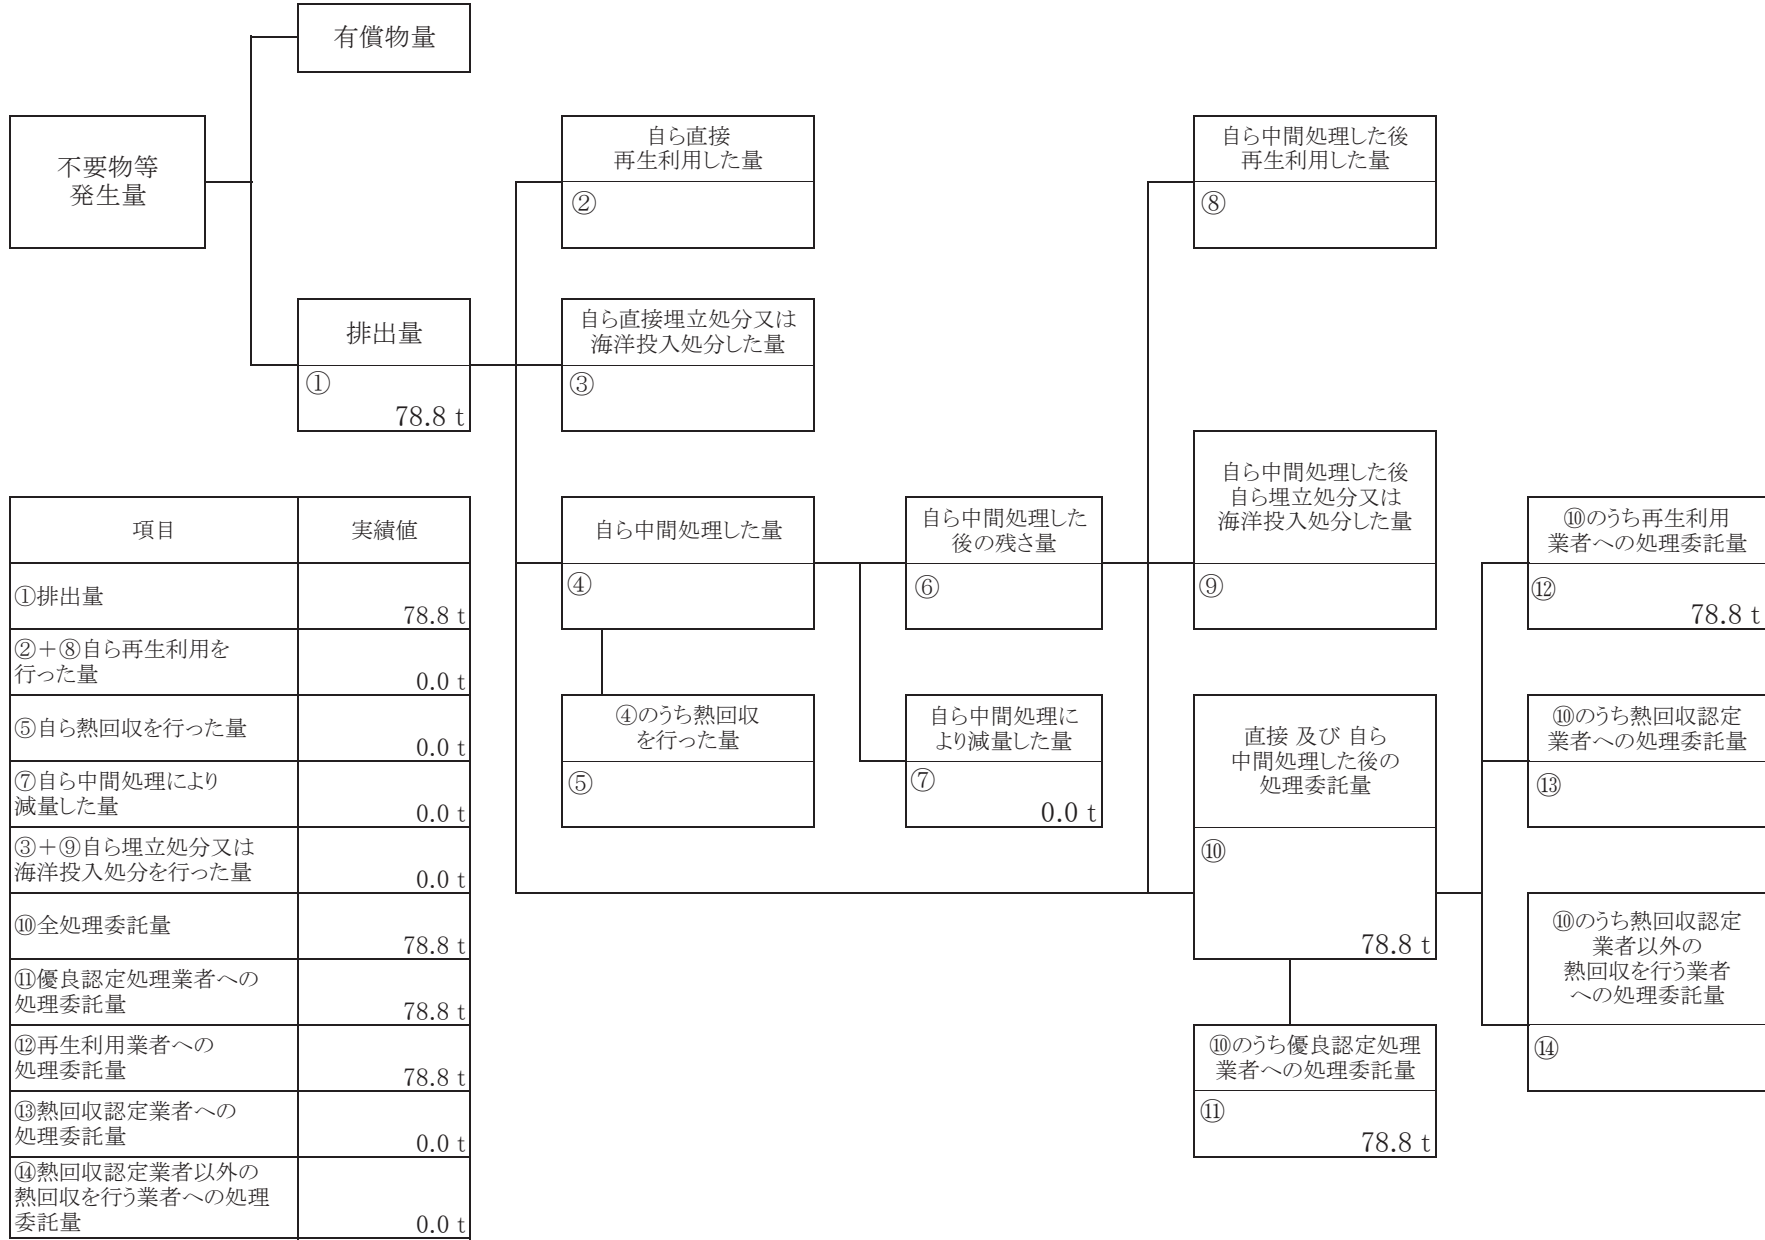 有償物量
不要物等
発生量
排出量
①
78.8 t
自ら直接
再生利用した量
②
自ら直接埋立処分又は
海洋投入処分した量
③
自ら中間処理した量
④
④のうち熱回収
を行った量
⑤
自ら中間処理した
後の残さ量
⑥
自ら中間処理に
より減量した量
⑦
0.0 t
自ら中間処理した後
再生利用した量
⑧
自ら中間処理した後
自ら埋立処分又は
海洋投入処分した量
⑨
直接 及び 自ら
中間処理した後の
処理委託量
⑩
78.8 t
⑩のうち優良認定処理
業者への処理委託量
⑪
78.8 t
⑩のうち再生利用
業者への処理委託量
⑫
78.8 t
⑩のうち熱回収認定
業者への処理委託量
⑬
⑩のうち熱回収認定
業者以外の
熱回収を行う業者
への処理委託量
⑭
項目 実績値
①排出量
78.8 t
②＋⑧自ら再生利用を
行った量
0.0 t
⑤自ら熱回収を行った量
0.0 t
⑦自ら中間処理により
減量した量
0.0 t
③＋⑨自ら埋立処分又は
海洋投入処分を行った量
0.0 t
⑩全処理委託量
78.8 t
⑪優良認定処理業者への
処理委託量
78.8 t
⑫再生利用業者への
処理委託量
78.8 t
⑬熱回収認定業者への
処理委託量
0.0 t
⑭熱回収認定業者以外の
熱回収を行う業者への処理
委託量
0.0 t